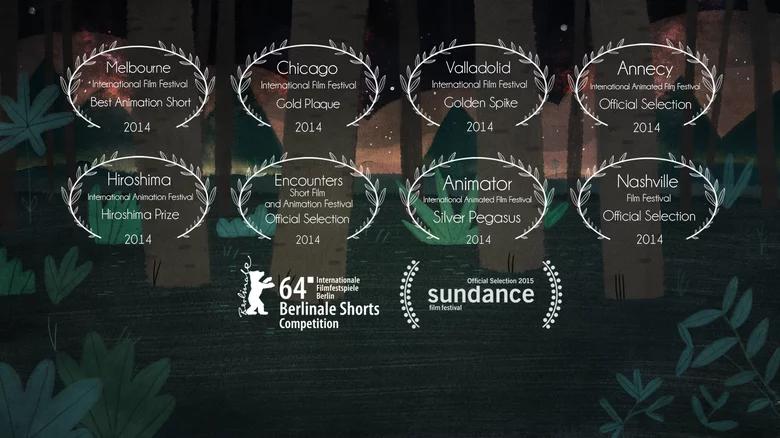 Melbourne
International Film Festival
Best Animation Short
2014
Chicago
International Film Festival
Gold Plaque
2014
Valladolid
International Film Festival
Golden Spike
2014
Annecy
International Animated Film Festival
Official Selection
2014
Hiroshima
International Animation Festival
Hiroshima Prize
2014
Encounters
Short Film
and Animation Festival
Official Selection
2014
Animator
International Animated Film Festival
Silver Pegasus
2014
Nashville
Film Festival
Official Selection
2014
Berlinale
64
Internationale
Filmfestspiele
Berlin
Berlinale Shorts
Competition
Official Selection 2015
sundance
film festival